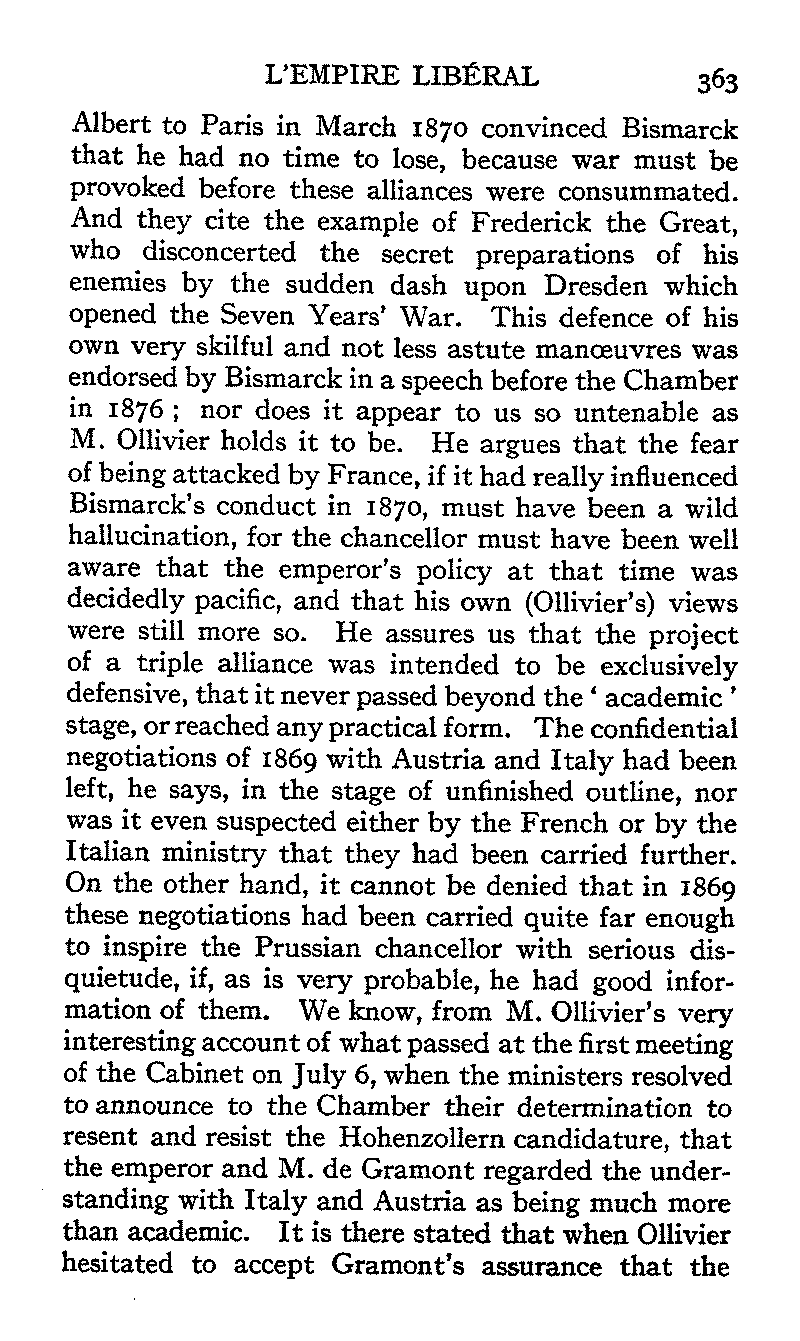 L'EMPIRE LIBÉRAL 363
Albert to Paris in March 1870 convinced Bismarck
that he had no time to lose, because war must be
provoked before these alliances were consummated.
And they cite the example of Frederick the Great,
who disconcerted the secret preparations of his
enemies by the sudden dash upon Dresden which
opened the Seven Years' War. This defence of his
own very skilful and not less astute manœuvres was
endorsed by Bismarck in a speech before the Chamber
in 1876 ; nor does it appear to us so untenable as
M. Ollivier holds it to be. He argues that the fear
of being attacked by France, if it had really influenced
Bismarck's conduct in 1870, must have been a wild
hallucination, for the chancellor must have been well
aware that the emperor's policy at that time was
decidedly pacific, and that his own (Ollivier's) views
were still more so. He assures us that the project
of a triple alliance was intended to be exclusively
defensive, that it never passed beyond the ‘ academic ’
stage, or reached any practical form. The confidential
negotiations of 1869 with Austria and Italy had been
left, he says, in the stage of unfinished outline, nor
was it even suspected either by the French or by the
Italian ministry that they had been carried further.
On the other hand, it cannot be denied that in 1869
these negotiations had been carried quite far enough
to inspire the Prussian chancellor with serious dis-
quietude, if, as is very probable, he had good infor-
mation of them. We know, from M. Ollivier's very
interesting account of what passed at the first meeting
of the Cabinet on July 6, when the ministers resolved
to announce to the Chamber their determination to
resent and resist the Hohenzollern candidature, that
the emperor and M. de Gramont regarded the under-
standing with Italy and Austria as being much more
than academic. It is there stated that when Ollivier
hesitated to accept Gramont's assurance that the